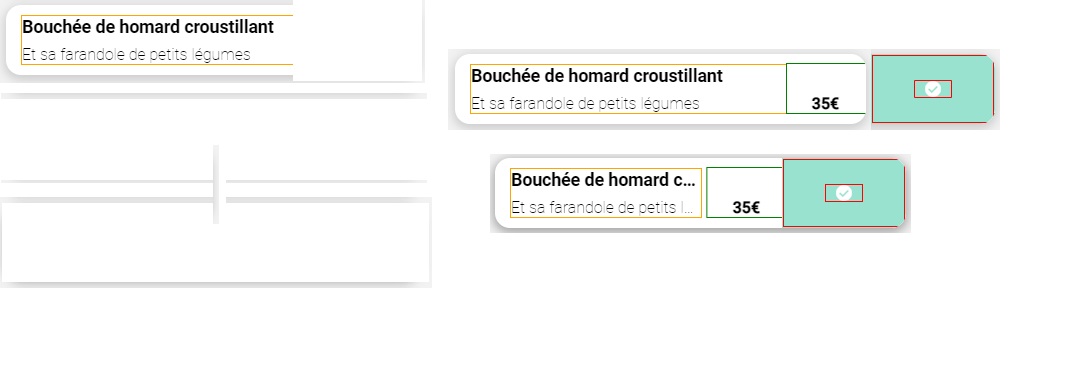 Bouchée de homard croustillant
Et sa farandole de petits légumes
Bouchée de homard croustillant
Et sa farandole de petits légumes
35€
Bouchée de homard c...
Et sa farandole de petits l...
35€